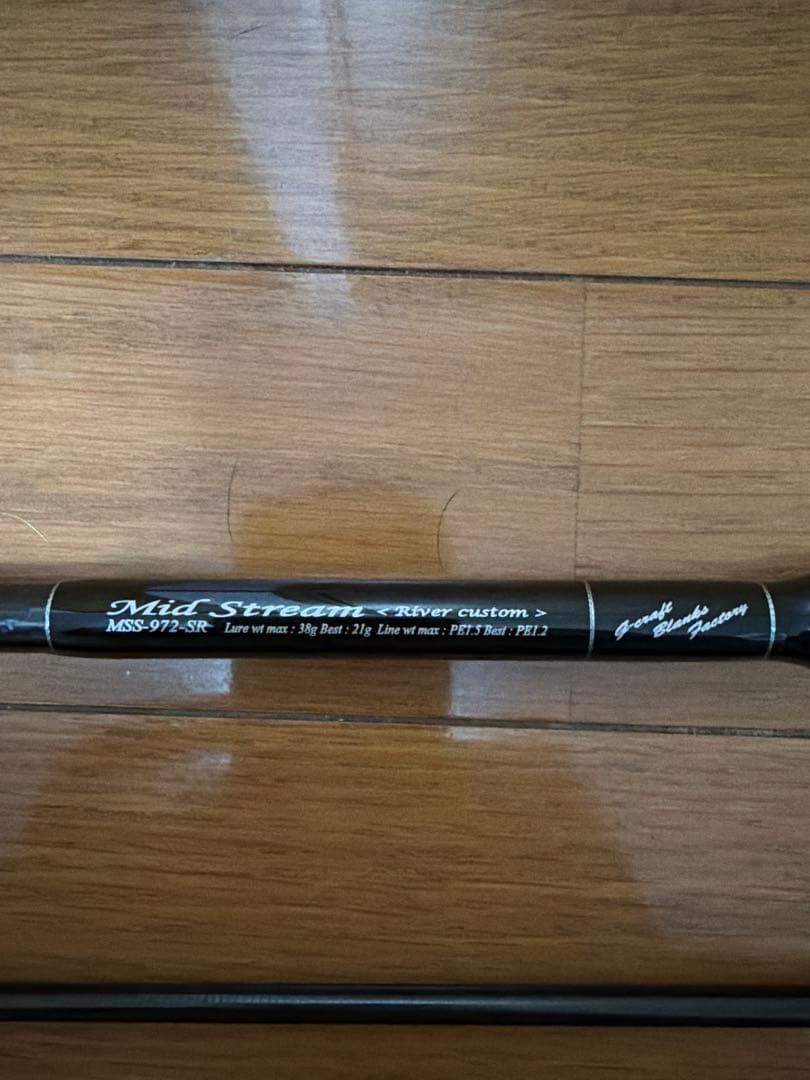 Mid Stream < River custom >
MSS-972-SR Lure wt max : 38g Best : 21g Line wt max : PE1.5 Best : PE1.2
G-craft
Blanks
Factory